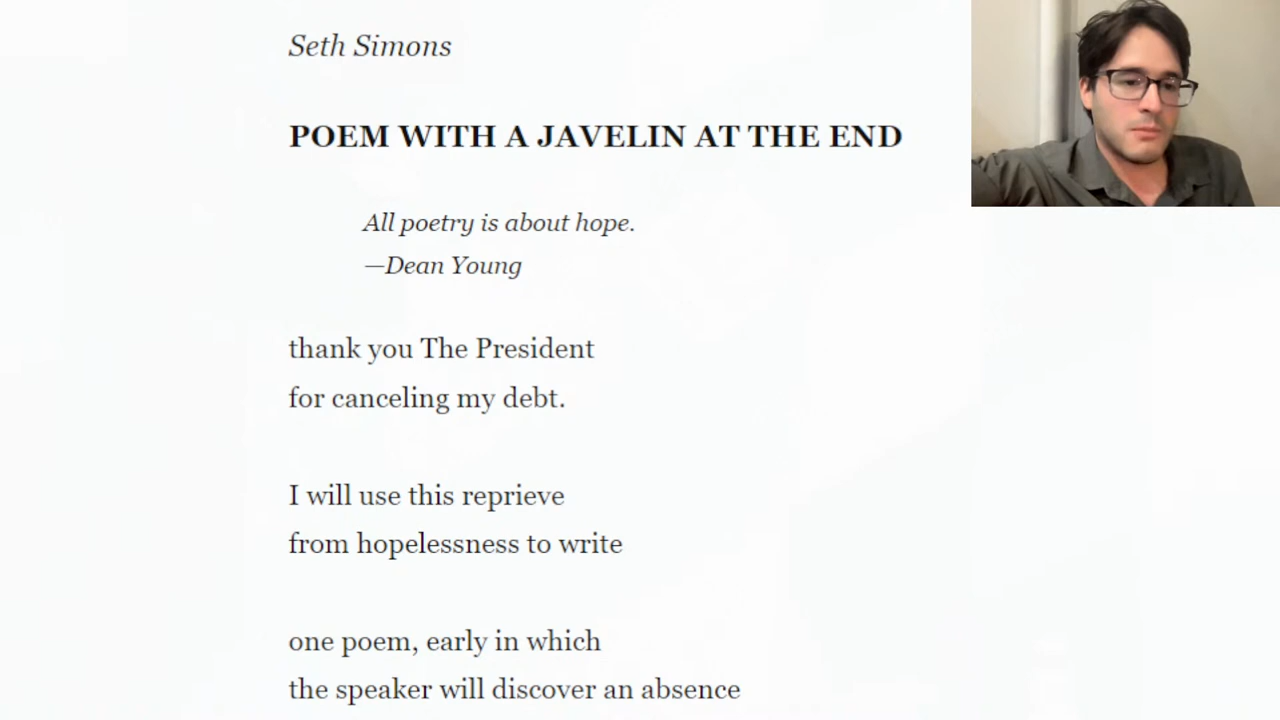 Seth Simons
POEM WITH A JAVELIN AT THE END
All poetry is about hope.
—Dean Young
thank you The President
for canceling my debt.
I will use this reprieve
from hopelessness to write
one poem, early in which
the speaker will discover an absence